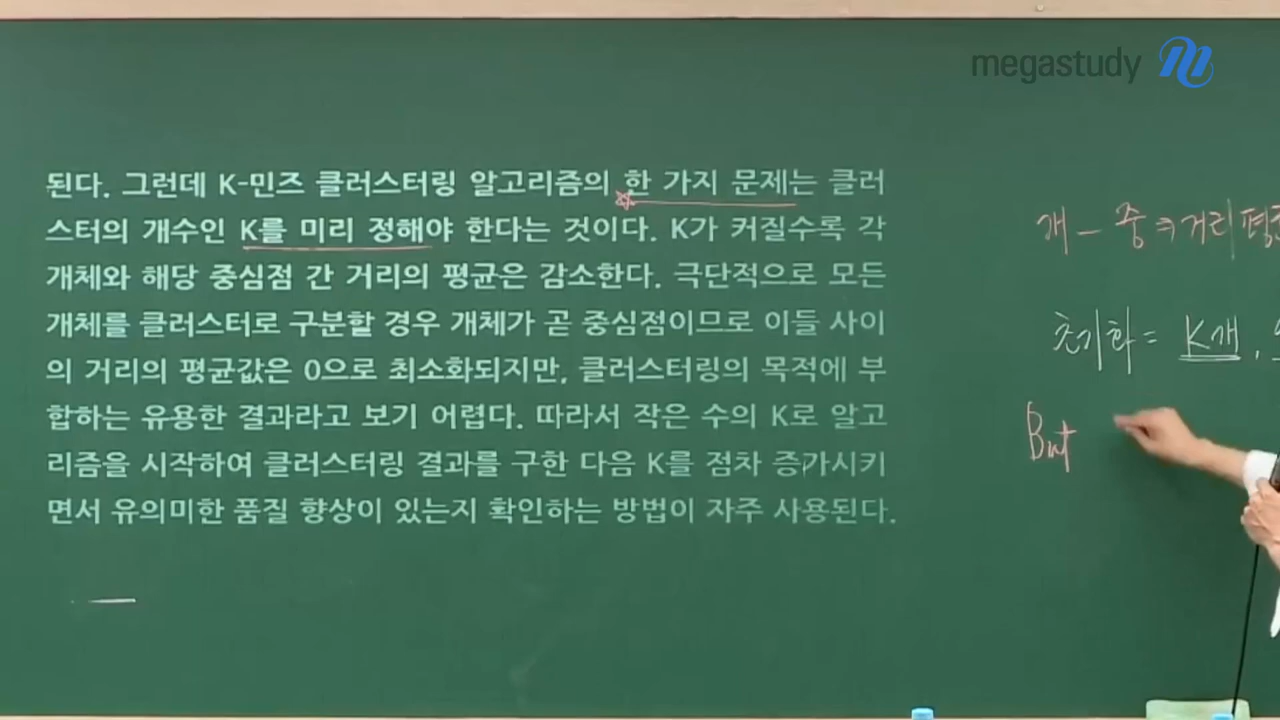 megastudy
된다. 그런데 K-민즈 클러스터링 알고리즘의 한 가지 문제는 클러
스터의 개수인 K를 미리 정해야 한다는 것이다. K가 커질수록 각
개체와 해당 중심점 간 거리의 평균은 감소한다. 극단적으로 모든
개체를 클러스터로 구분할 경우 개체가 곧 중심점이므로 이들 사이
의 거리의 평균값은 0으로 최소화되지만, 클러스터링의 목적에 부
합하는 유용한 결과라고 보기 어렵다. 따라서 작은 수의 K로 알고
리즘을 시작하여 클러스터링 결과를 구한 다음 K를 점차 증가시키
면서 유의미한 품질 향상이 있는지 확인하는 방법이 자주 사용된다.
개 - 중 거리 평
초기화 = K개,
But